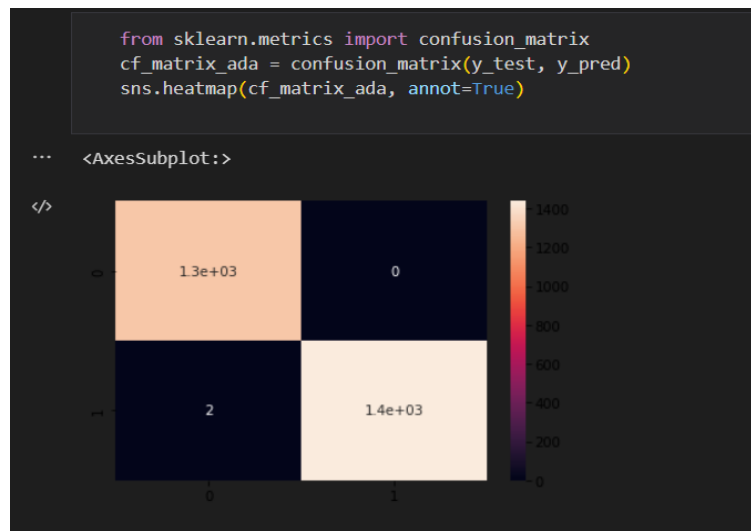 from sklearn.metrics import confusion_matrix
cf_matrix_ada = confusion_matrix(y_test, y_pred)
sns.heatmap(cf_matrix_ada, annot=True)
... <AxesSubplot:>
</>
0
1.3e+03
0
1
2
1.4e+03
0
1
1400
1200
1000
800
600
400
200
0